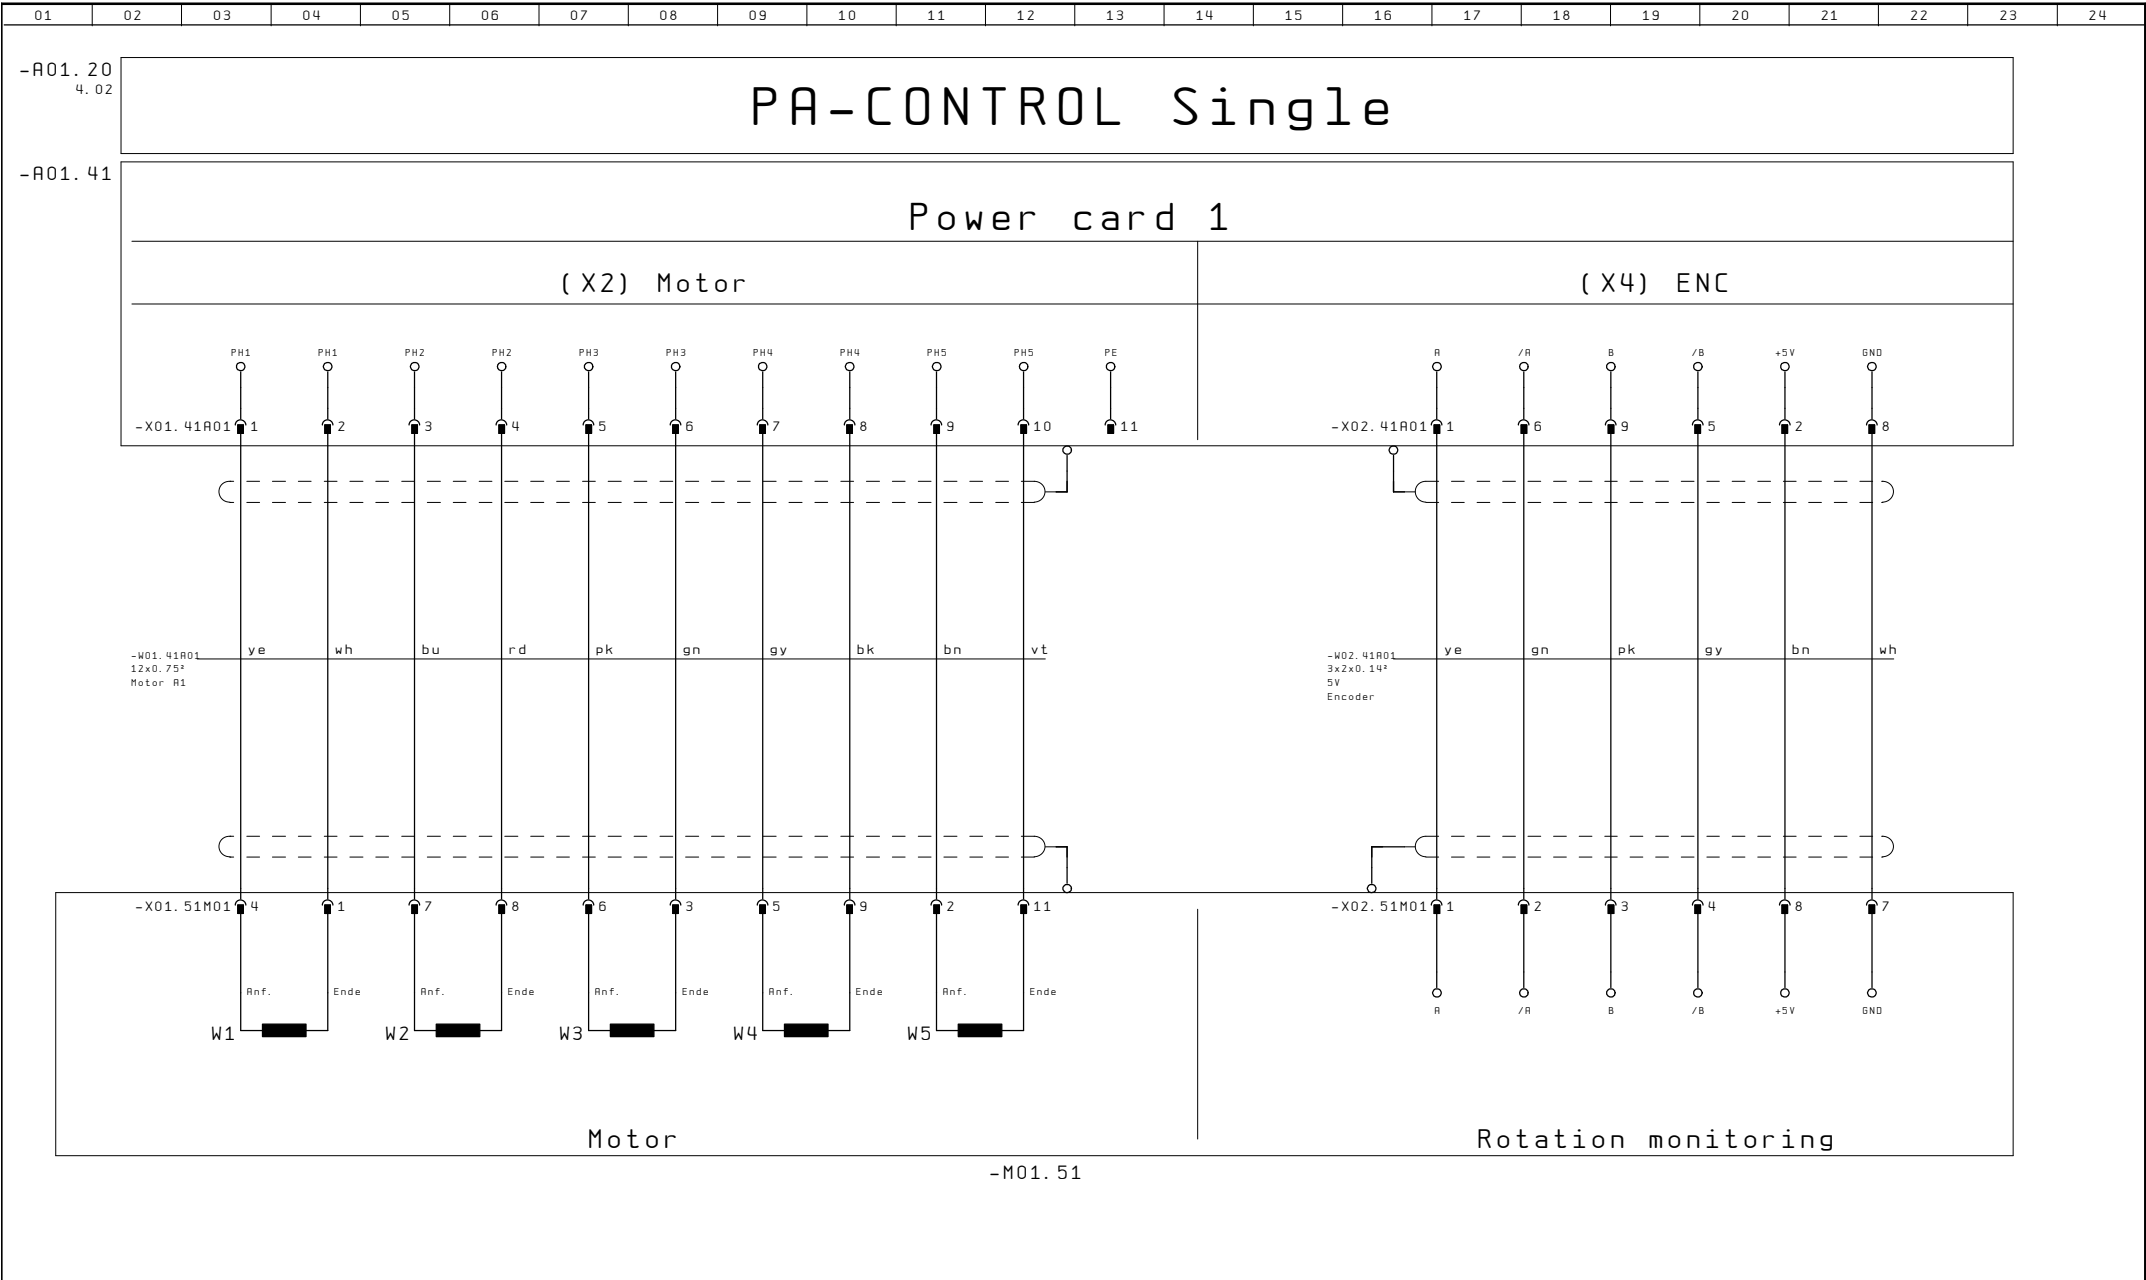 01 02 03 04 05 06 07 08 09 10 11 12 13 14 15 16 17 18 19 20 21 22 23 24
-A01.20
4.02
PA-CONTROL Single
-A01.41
Power card 1
(X2) Motor (X4) ENC
PH1 PH1 PH2 PH2 PH3 PH3 PH4 PH4 PH5 PH5 PE A /A B /B +5V GND
-X01.41A01 1 2 3 4 5 6 7 8 9 10 11 -X02.41A01 1 6 9 5 2 8
ye wh bu rd pk gn gy bk bn vt ye gn pk gy bn wh
-W01.41A01
12x0.75²
Motor A1
-W02.41A01
3x2x0.14²
5V
Encoder
-X01.51M01 4 1 7 8 6 3 5 9 2 11 -X02.51M01 1 2 3 4 8 7
Anf. Ende Anf. Ende Anf. Ende Anf. Ende Anf. Ende
A /A B /B +5V GND
W1 W2 W3 W4 W5
Motor Rotation monitoring
-M01.51